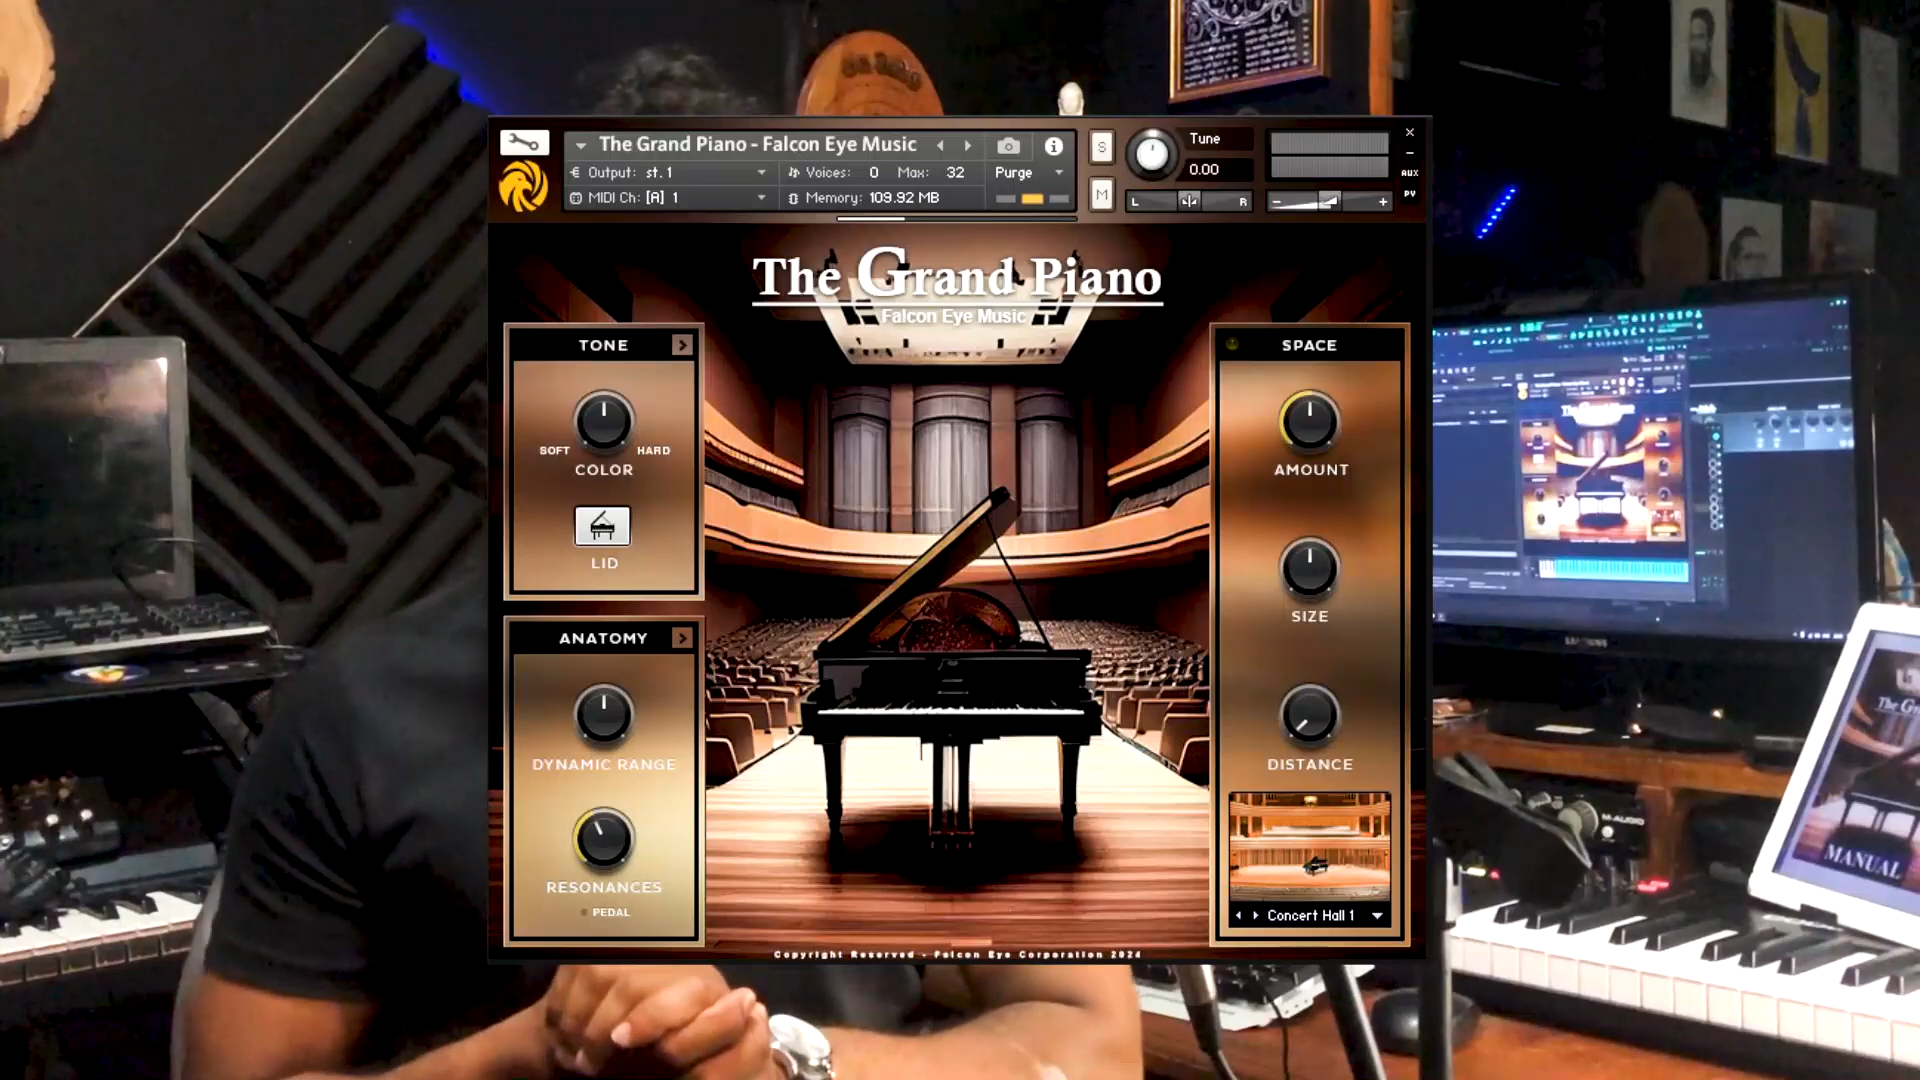 The Grand Piano - Falcon Eye Music
Output: st. 1
Voices: 0 Max: 32
Purge
MIDI Ch: [A] 1
Memory: 109.92 MB
S
M
Tune
0.00
L
R
AUX
PV
The Grand Piano
Falcon Eye Music
TONE
SOFT
HARD
COLOR
LID
ANATOMY
DYNAMIC RANGE
RESONANCES
PEDAL
SPACE
AMOUNT
SIZE
DISTANCE
Concert Hall 1
Copyright Reserved - Falcon Eye Corporation 2024
SAMSUNG
M-AUDIO
MANUAL